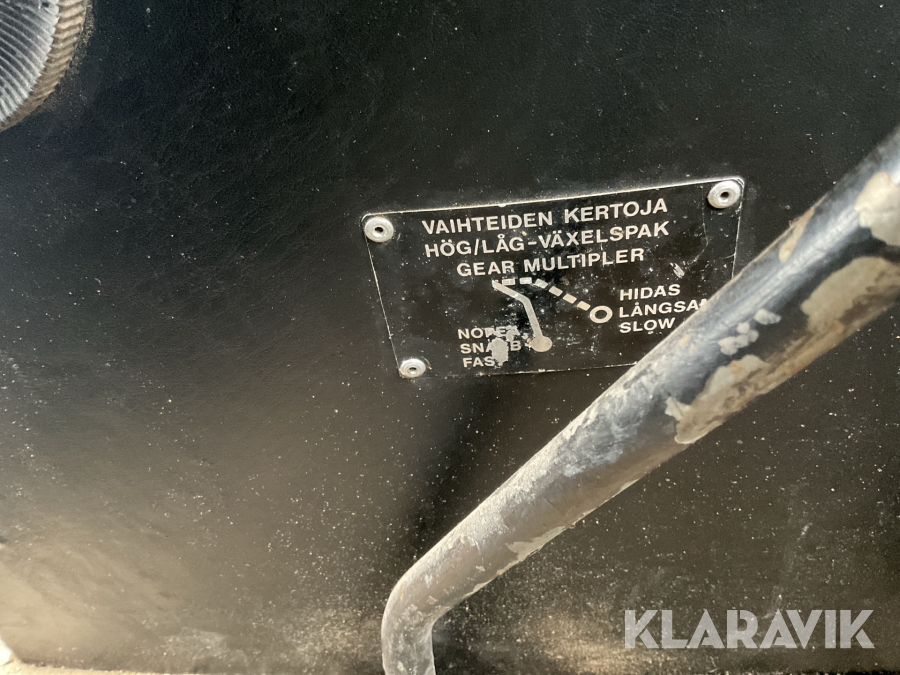 VAIHTEIDEN KERTOJA
HÖG/LÅG-VÄXELSPAK
GEAR MULTIPLER
HIDAS
SLOW
KLARAVIK